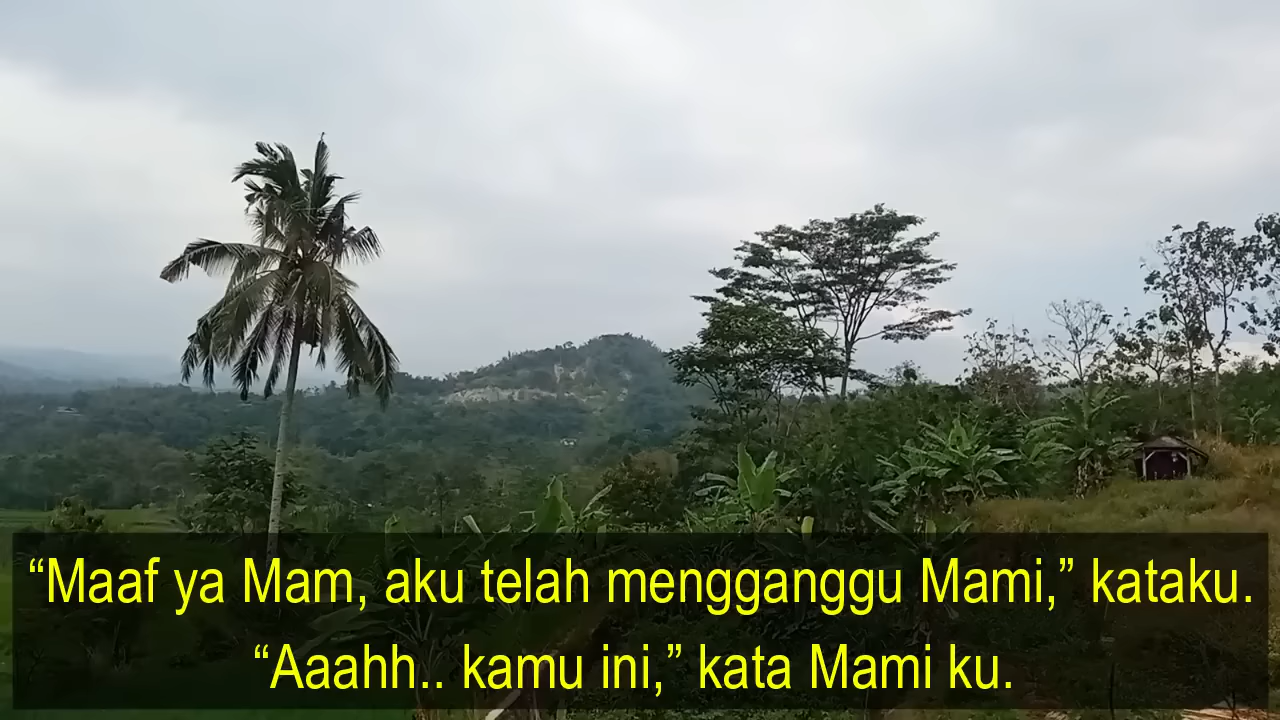 “Maaf ya Mam, aku telah mengganggu Mami,” kataku.
“Aaahh.. kamu ini,” kata Mami ku.